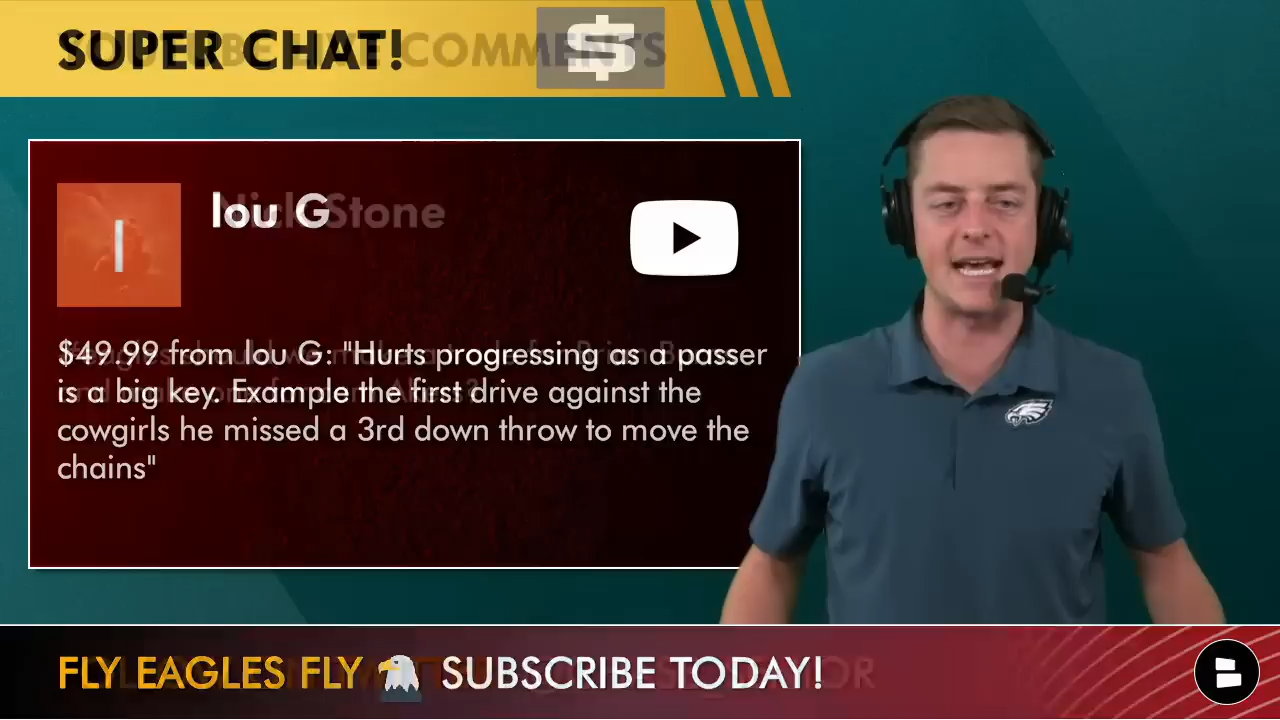 SUPER CHAT!
$
l
lou G
Stone
$49.99 from lou G: "Hurts progressing as a passer
is a big key. Example the first drive against the
cowgirls he missed a 3rd down throw to move the
chains"
FLY EAGLES FLY 🦅 SUBSCRIBE TODAY!